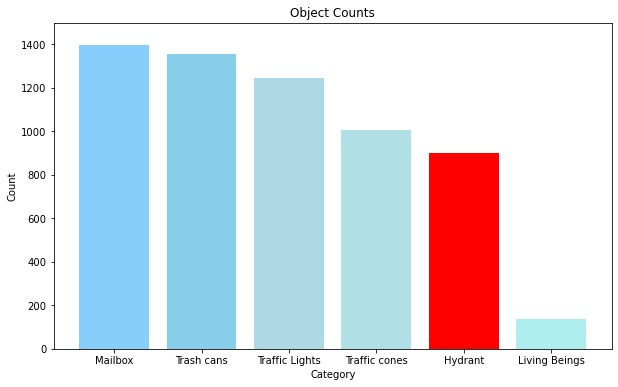 Object Counts
1400
1200
1000
800
600
400
200
0
Count
Mailbox
Trash cans
Traffic Lights
Traffic cones
Hydrant
Living Beings
Category